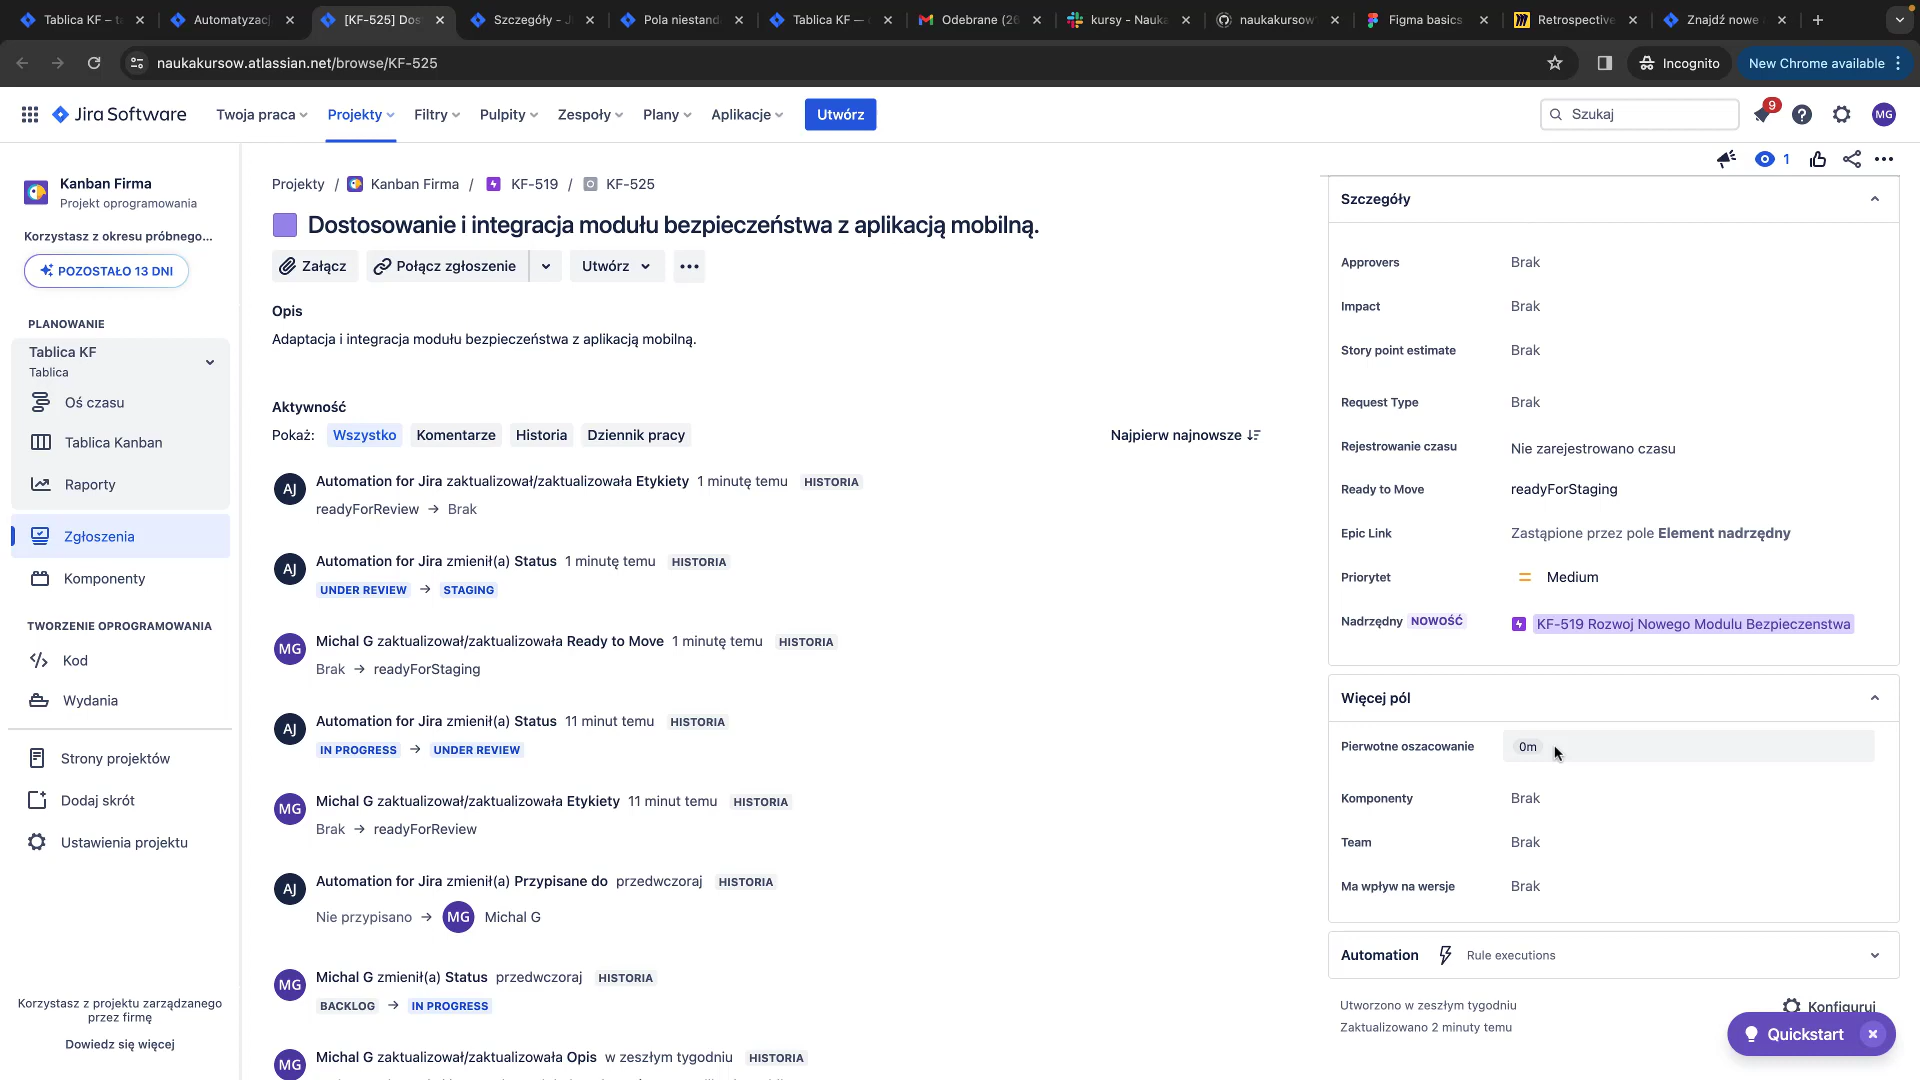 Tablica KF – t
Automatyzacj
[KF-525] Dos
Szczegóły - J
Pola niestand
Tablica KF —
Odebrane (26
kursy - Nauka
naukakursow
Figma basics
Retrospective
Znajdź nowe
naukakursow.atlassian.net/browse/KF-525
Incognito
New Chrome available
Jira Software
Twoja praca
Projekty
Filtry
Pulpity
Zespoły
Plany
Aplikacje
Utwórz
Szukaj
9
MG
Kanban Firma
Projekt oprogramowania
Korzystasz z okresu próbnego...
POZOSTAŁO 13 DNI
PLANOWANIE
Tablica KF
Tablica
Oś czasu
Tablica Kanban
Raporty
Zgłoszenia
Komponenty
TWORZENIE OPROGRAMOWANIA
Kod
Wydania
Strony projektów
Dodaj skrót
Ustawienia projektu
Korzystasz z projektu zarządzanego
przez firmę
Dowiedz się więcej
Projekty / Kanban Firma / KF-519 / KF-525
1
Dostosowanie i integracja modułu bezpieczeństwa z aplikacją mobilną.
Załącz
Połącz zgłoszenie
Utwórz
Opis
Adaptacja i integracja modułu bezpieczeństwa z aplikacją mobilną.
Aktywność
Pokaż: Wszystko Komentarze Historia Dziennik pracy
Najpierw najnowsze
AJ
Automation for Jira zaktualizował/zaktualizowała Etykiety 1 minutę temu HISTORIA
readyForReview → Brak
AJ
Automation for Jira zmienił(a) Status 1 minutę temu HISTORIA
UNDER REVIEW → STAGING
MG
Michal G zaktualizował/zaktualizowała Ready to Move 1 minutę temu HISTORIA
Brak → readyForStaging
AJ
Automation for Jira zmienił(a) Status 11 minut temu HISTORIA
IN PROGRESS → UNDER REVIEW
MG
Michal G zaktualizował/zaktualizowała Etykiety 11 minut temu HISTORIA
Brak → readyForReview
AJ
Automation for Jira zmienił(a) Przypisane do przedwczoraj HISTORIA
Nie przypisano → MG Michal G
MG
Michal G zmienił(a) Status przedwczoraj HISTORIA
BACKLOG → IN PROGRESS
MG
Michal G zaktualizował/zaktualizowała Opis w zeszłym tygodniu HISTORIA
Szczegóły
Approvers Brak
Impact Brak
Story point estimate Brak
Request Type Brak
Rejestrowanie czasu Nie zarejestrowano czasu
Ready to Move readyForStaging
Epic Link Zastąpione przez pole Element nadrzędny
Priorytet Medium
Nadrzędny NOWOŚĆ KF-519 Rozwoj Nowego Modulu Bezpieczenstwa
Więcej pól
Pierwotne oszacowanie 0m
Komponenty Brak
Team Brak
Ma wpływ na wersje Brak
Automation Rule executions
Utworzono w zeszłym tygodniu
Konfiguruj
Zaktualizowano 2 minuty temu
Quickstart